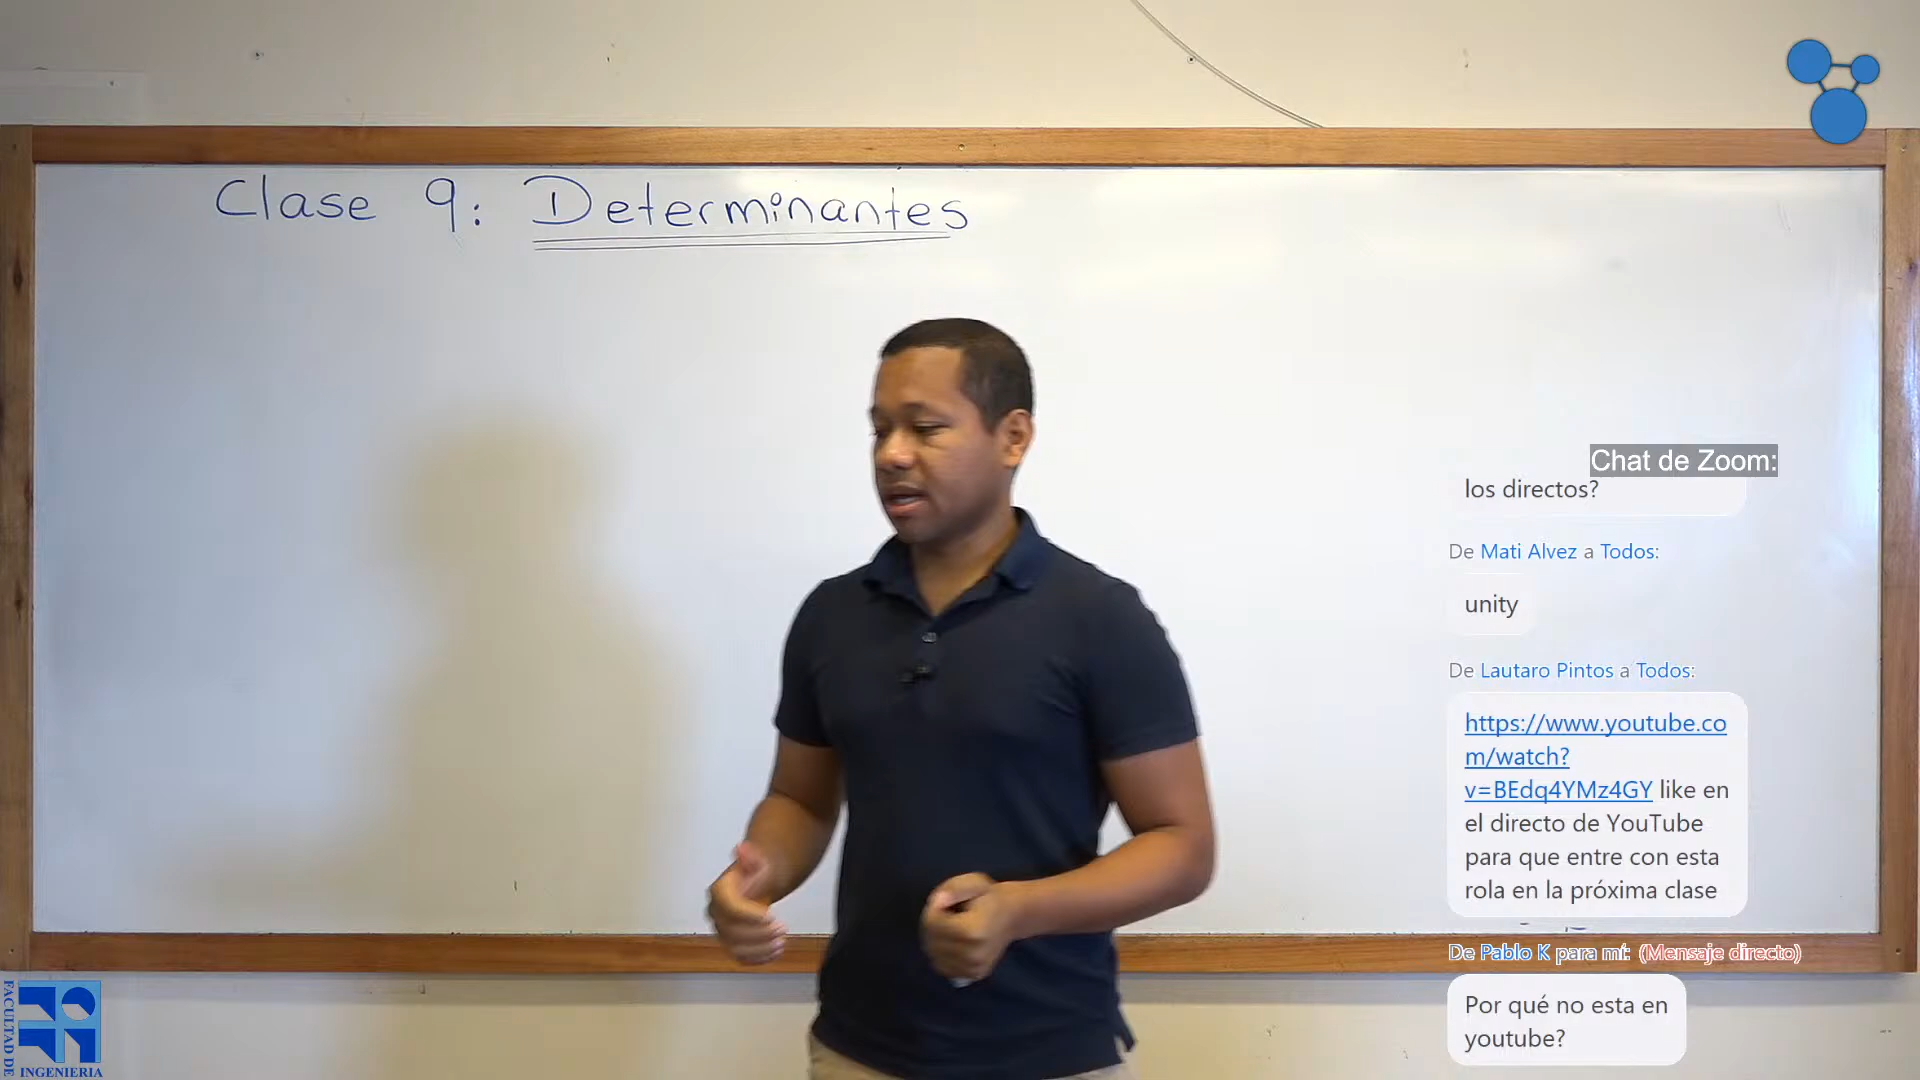 Clase 9: Determinantes
Chat de Zoom:
los directos?
De Mati Alvez a Todos:
unity
De Lautaro Pintos a Todos:
https://www.youtube.co
m/watch?
v=BEdq4YMz4GY like en
el directo de YouTube
para que entre con esta
rola en la próxima clase
De Pablo K para mí: (Mensaje directo)
Por qué no esta en
youtube?
FACULTAD DE
INGENIERIA